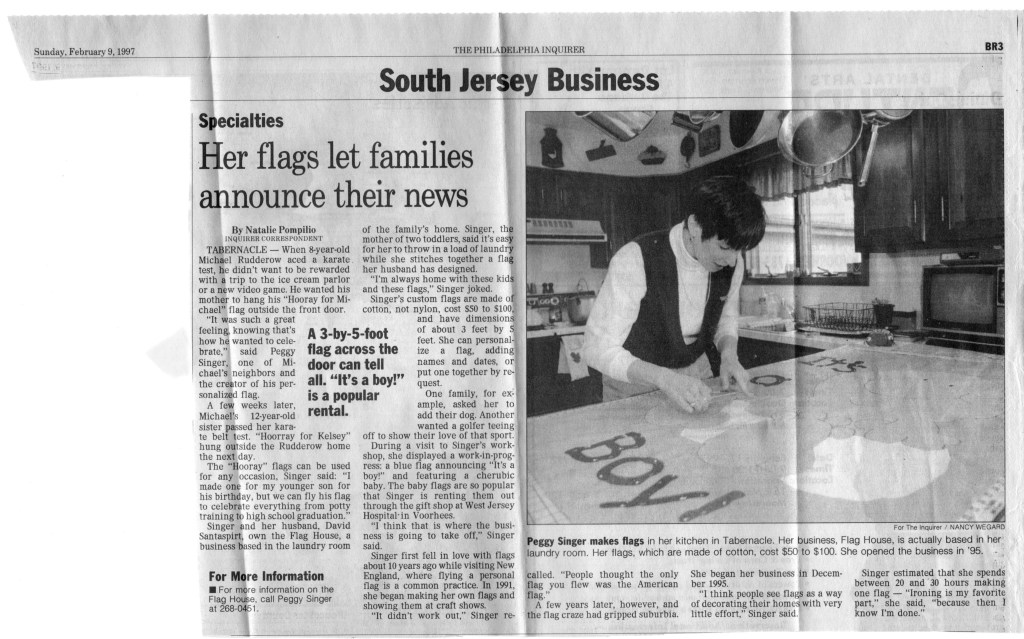 Sunday, February 9, 1997
THE PHILADELPHIA INQUIRER
BR3
South Jersey Business
Specialties
Her flags let families
announce their news
By Natalie Pompilio
INQUIRER CORRESPONDENT
TABERNACLE — When 8-year-old
Michael Rudderow aced a karate
test, he didn't want to be rewarded
with a trip to the ice cream parlor
or a new video game. He wanted his
mother to hang his "Hooray for Mi-
chael" flag outside the front door.
"It was such a great
feeling, knowing that's
how he wanted to cele-
brate," said Peggy
Singer, one of Mi-
chael's neighbors and
the creator of his per-
sonalized flag.
A few weeks later,
Michael's 12-year-old
sister passed her kara-
te belt test. "Hoorray for Kelsey"
hung outside the Rudderow home
the next day.
The "Hooray" flags can be used
for any occasion, Singer said: "I
made one for my younger son for
his birthday, but we can fly his flag
to celebrate everything from potty
training to high school graduation."
Singer and her husband, David
Santaspirt, own the Flag House, a
business based in the laundry room
For More Information
■ For more information on the
Flag House, call Peggy Singer
at 268-0451.
A 3-by-5-foot
flag across the
door can tell
all. "It's a boy!"
is a popular
rental.
of the family's home. Singer, the
mother of two toddlers, said it's easy
for her to throw in a load of laundry
while she stitches together a flag
her husband has designed.
"I'm always home with these kids
and these flags," Singer joked.
Singer's custom flags are made of
cotton, not nylon, cost $50 to $100,
and have dimensions
of about 3 feet by 5
feet. She can personal-
ize a flag, adding
names and dates, or
put one together by re-
quest.
One family, for ex-
ample, asked her to
add their dog. Another
wanted a golfer teeing
off to show their love of that sport.
During a visit to Singer's work-
shop, she displayed a work-in-prog-
ress: a blue flag announcing "It's a
boy!" and featuring a cherubic
baby. The baby flags are so popular
that Singer is renting them out
through the gift shop at West Jersey
Hospital in Voorhees.
"I think that is where the busi-
ness is going to take off," Singer
said.
Singer first fell in love with flags
about 10 years ago while visiting New
England, where flying a personal
flag is a common practice. In 1991,
she began making her own flags and
showing them at craft shows.
"It didn't work out," Singer re-
It's
a
BOY!
For The Inquirer / NANCY WEGARD
Peggy Singer makes flags in her kitchen in Tabernacle. Her business, Flag House, is actually based in her
laundry room. Her flags, which are made of cotton, cost $50 to $100. She opened the business in '95.
called. "People thought the only
flag you flew was the American
flag."
A few years later, however, and
the flag craze had gripped suburbia.
She began her business in Decem-
ber 1995.
"I think people see flags as a way
of decorating their homes with very
little effort," Singer said.
Singer estimated that she spends
between 20 and 30 hours making
one flag — "Ironing is my favorite
part," she said, "because then I
know I'm done."